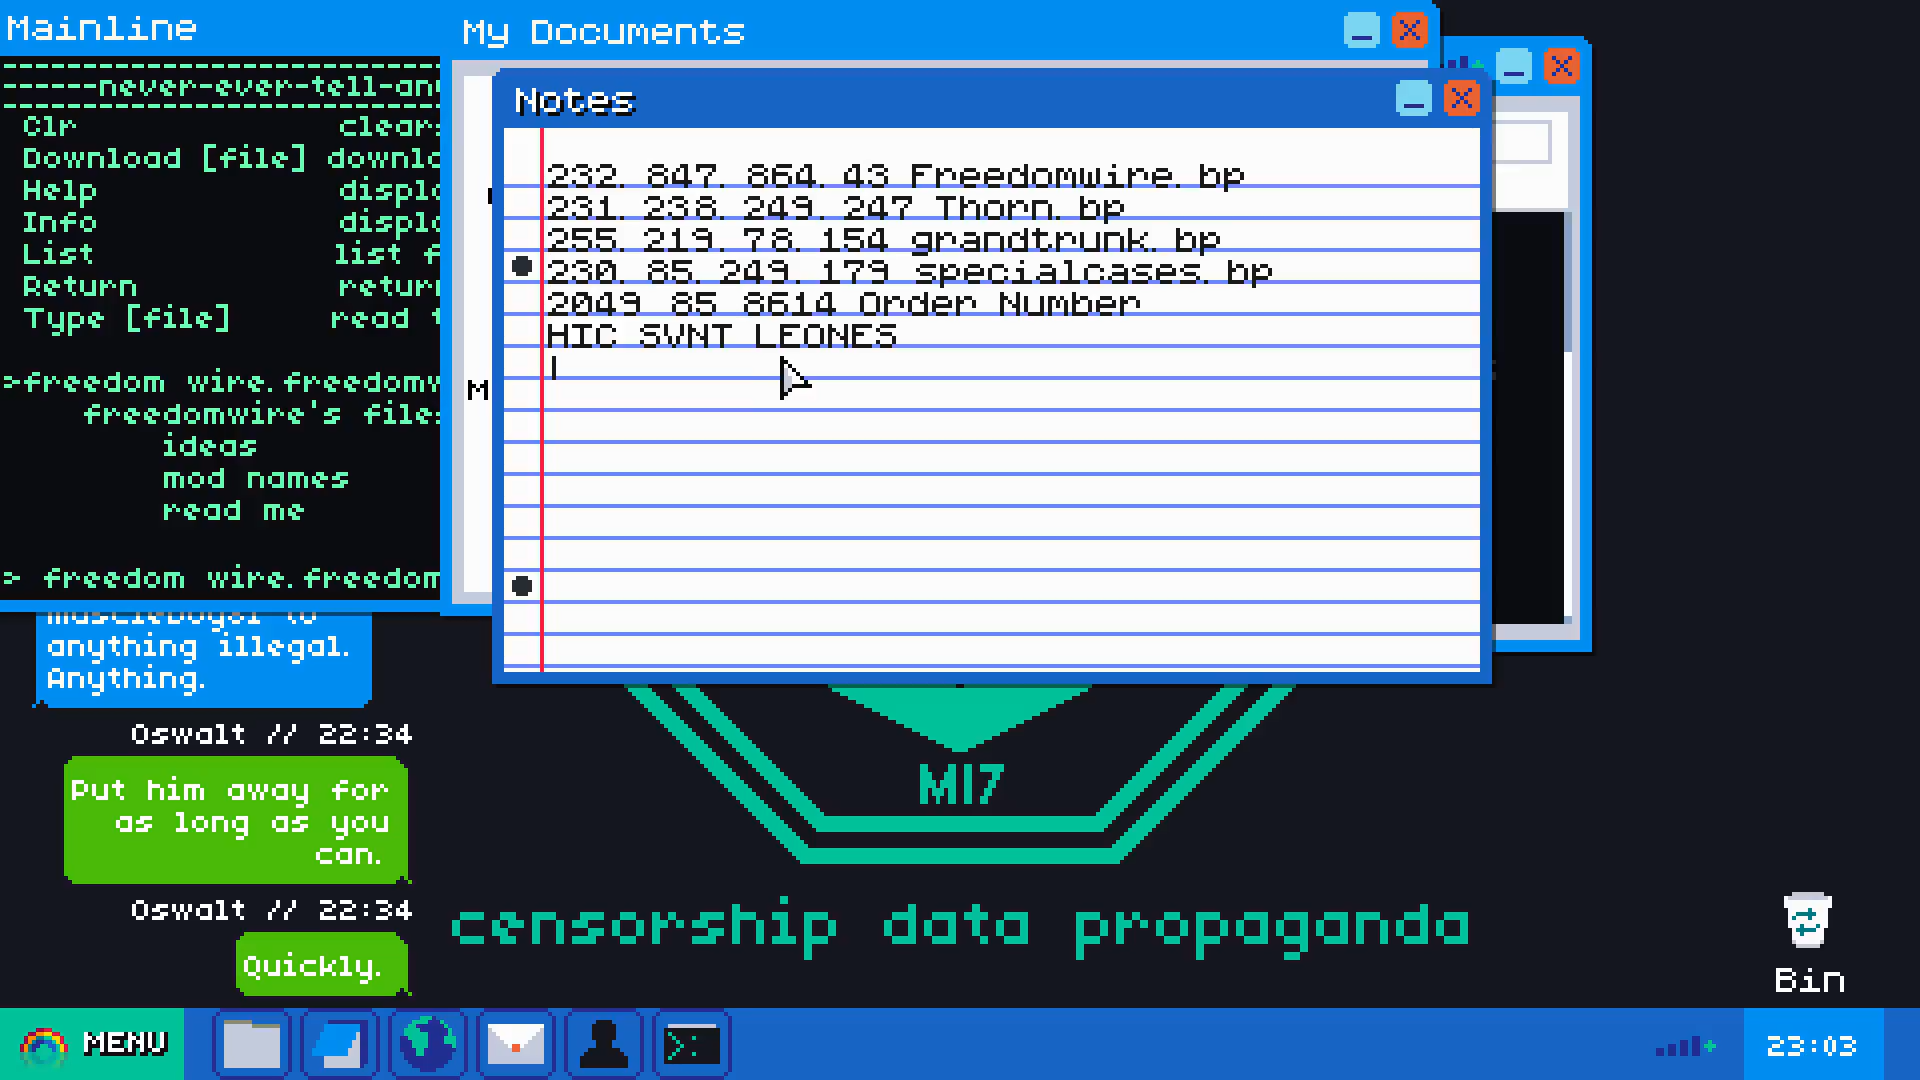 Mainline
------never-ever-tell-an
Clr clears
Download [file] downlo
Help displ
Info displ
List list f
Return return
Type [file] read t
>freedom wire.freedomw
freedomwire's files
ideas
mod names
read me
> freedom wire.freedom
My Documents
M
Notes
232. 847. 864. 43 Freedomwire. bp
231. 238. 249. 247 Thorn. bp
255. 219. 78. 154 grandtrunk. bp
230. 85. 249. 179 specialcases. bp
2049 85 8614 Order Number
HIC SVNT LEONES
anything illegal.
Anything.
Oswalt // 22:34
Put him away for
as long as you
can.
Oswalt // 22:34
Quickly.
MI7
censorship data propaganda
Bin
MENU
23:03